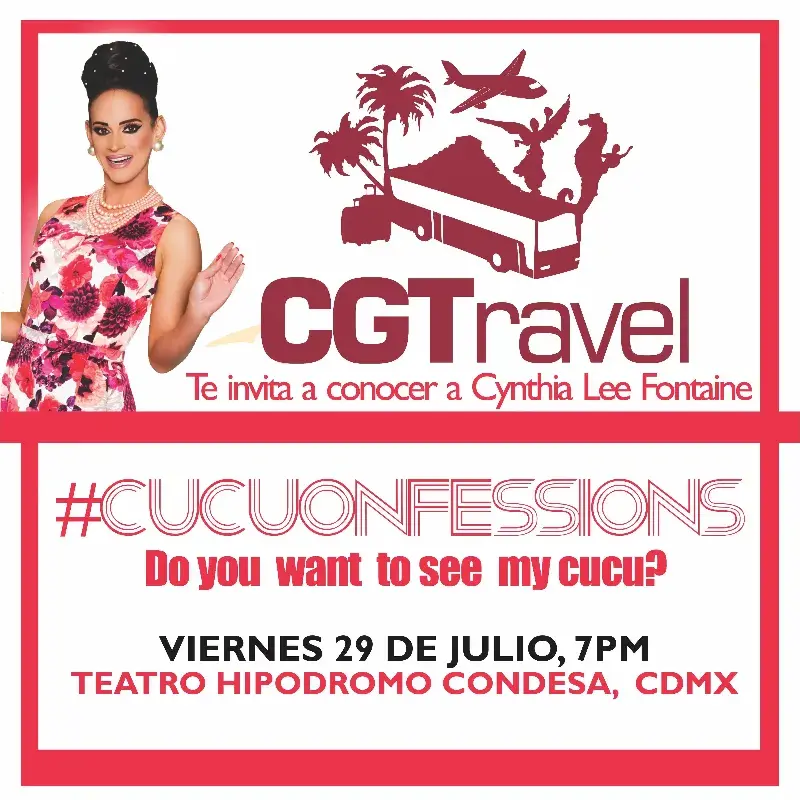 CGTravel
Te invita a conocer a Cynthia Lee Fontaine
#CUCUONFESSIONS
Do you want to see my cucu?
VIERNES 29 DE JULIO, 7PM
TEATRO HIPODROMO CONDESA, CDMX